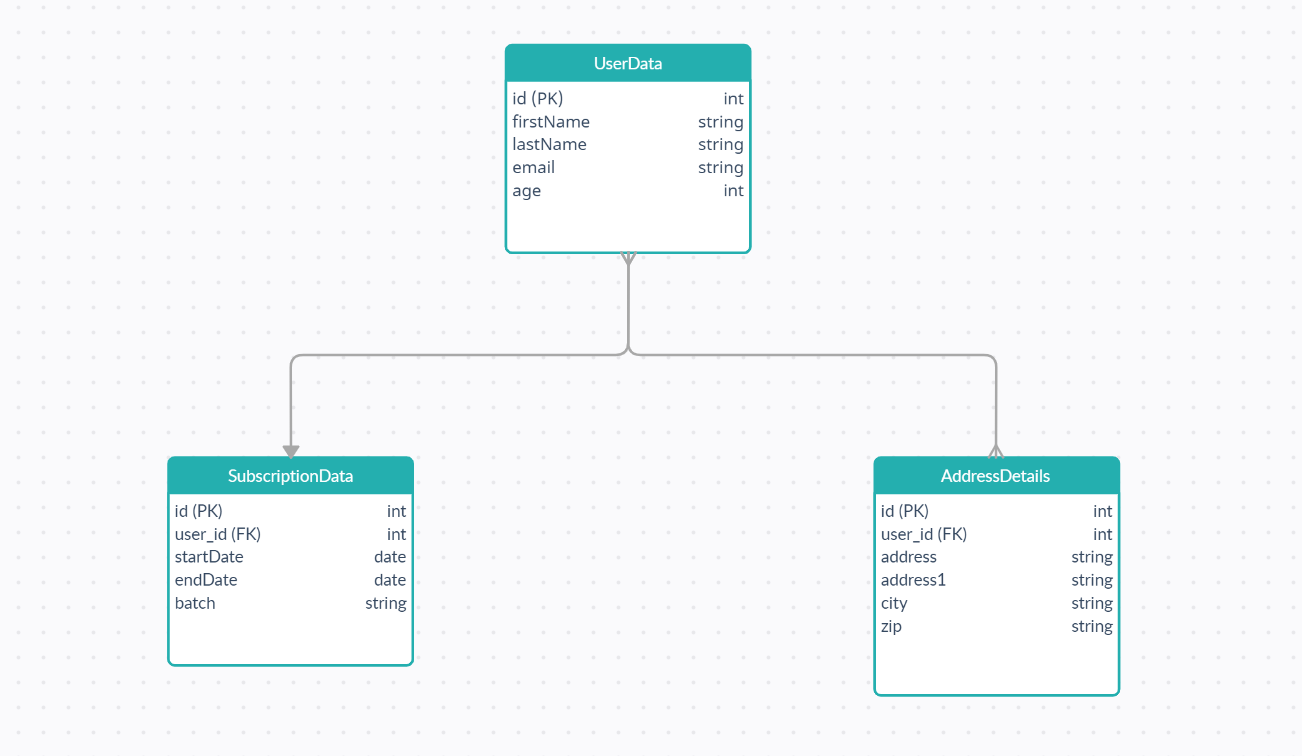 UserData
id (PK) int
firstName string
lastName string
email string
age int
SubscriptionData
id (PK) int
user_id (FK) int
startDate date
endDate date
batch string
AddressDetails
id (PK) int
user_id (FK) int
address string
address1 string
city string
zip string